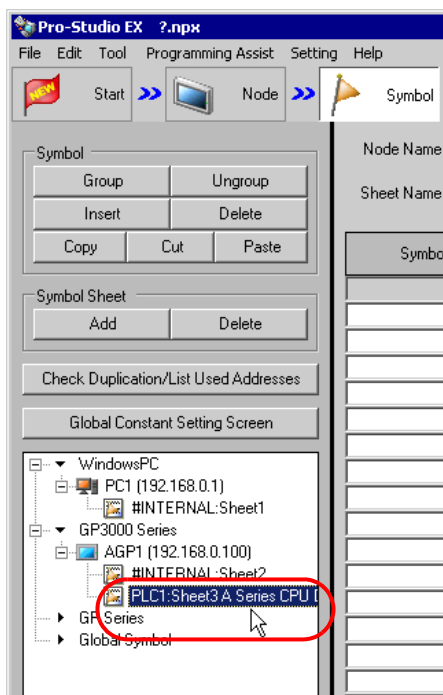 Pro-Studio EX ?.npx
File Edit Tool Programming Assist Setting Help
NEW Start Node Symbol
Symbol
Group Ungroup
Insert Delete
Copy Cut Paste
Symbol Sheet
Add Delete
Check Duplication/List Used Addresses
Global Constant Setting Screen
WindowsPC
PC1 (192.168.0.1)
#INTERNAL:Sheet1
GP3000 Series
AGP1 (192.168.0.100)
#INTERNAL:Sheet2
PLC1:Sheet3 A Series CPU
GP Series
Global Symbol
Node Name
Sheet Name
Symbo